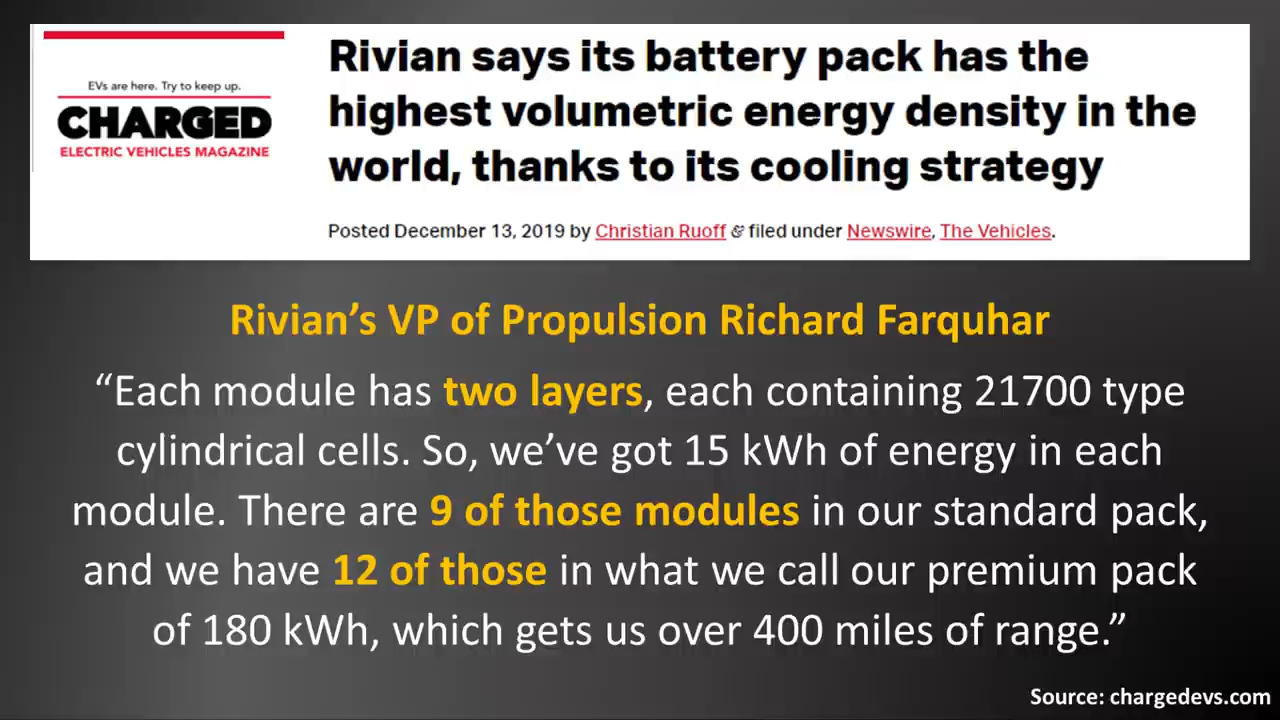 EVs are here. Try to keep up.
CHARGED
ELECTRIC VEHICLES MAGAZINE
Rivian says its battery pack has the
highest volumetric energy density in the
world, thanks to its cooling strategy
Posted December 13, 2019 by Christian Ruoff & filed under Newswire, The Vehicles.
Rivian’s VP of Propulsion Richard Farquhar
“Each module has two layers, each containing 21700 type
cylindrical cells. So, we’ve got 15 kWh of energy in each
module. There are 9 of those modules in our standard pack,
and we have 12 of those in what we call our premium pack
of 180 kWh, which gets us over 400 miles of range.”
Source: chargedevs.com